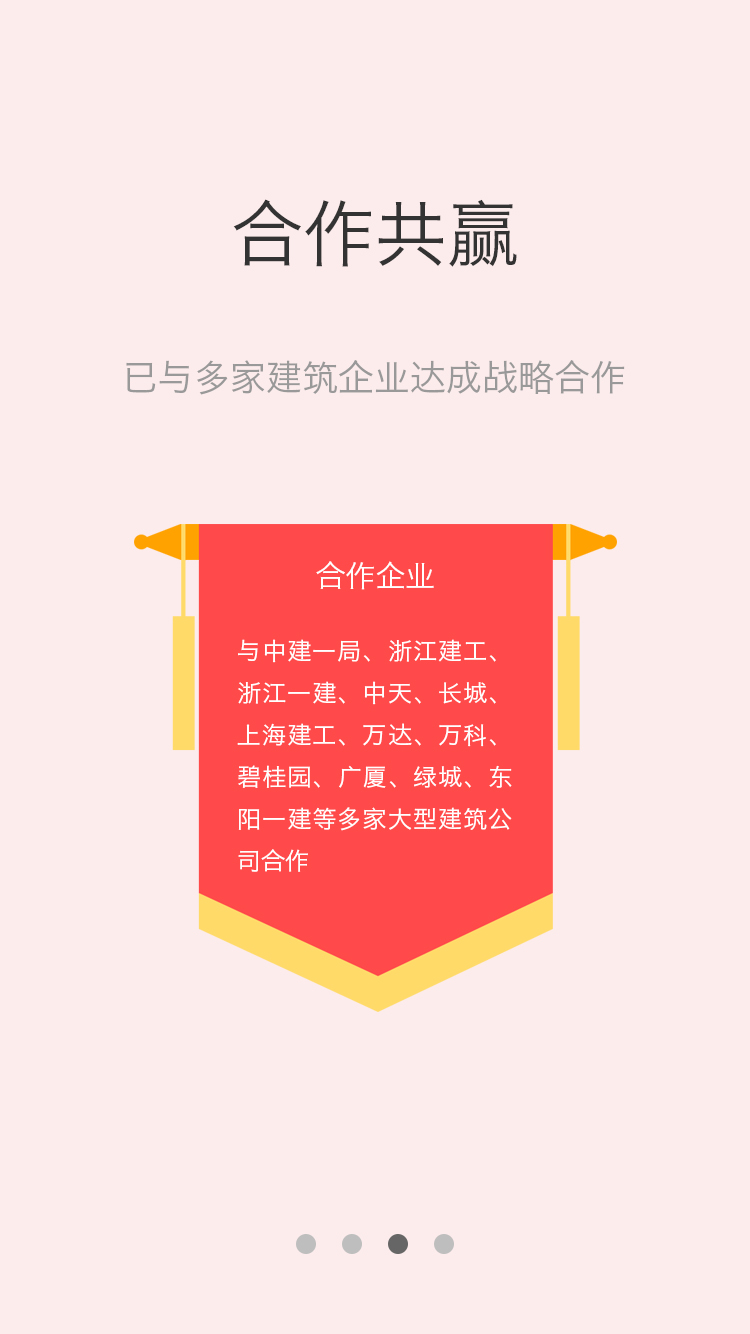 合作共赢
已与多家建筑企业达成战略合作
合作企业
与中建一局、浙江建工、
浙江一建、中天、长城、
上海建工、万达、万科、
碧桂园、广厦、绿城、东
阳一建等多家大型建筑公
司合作